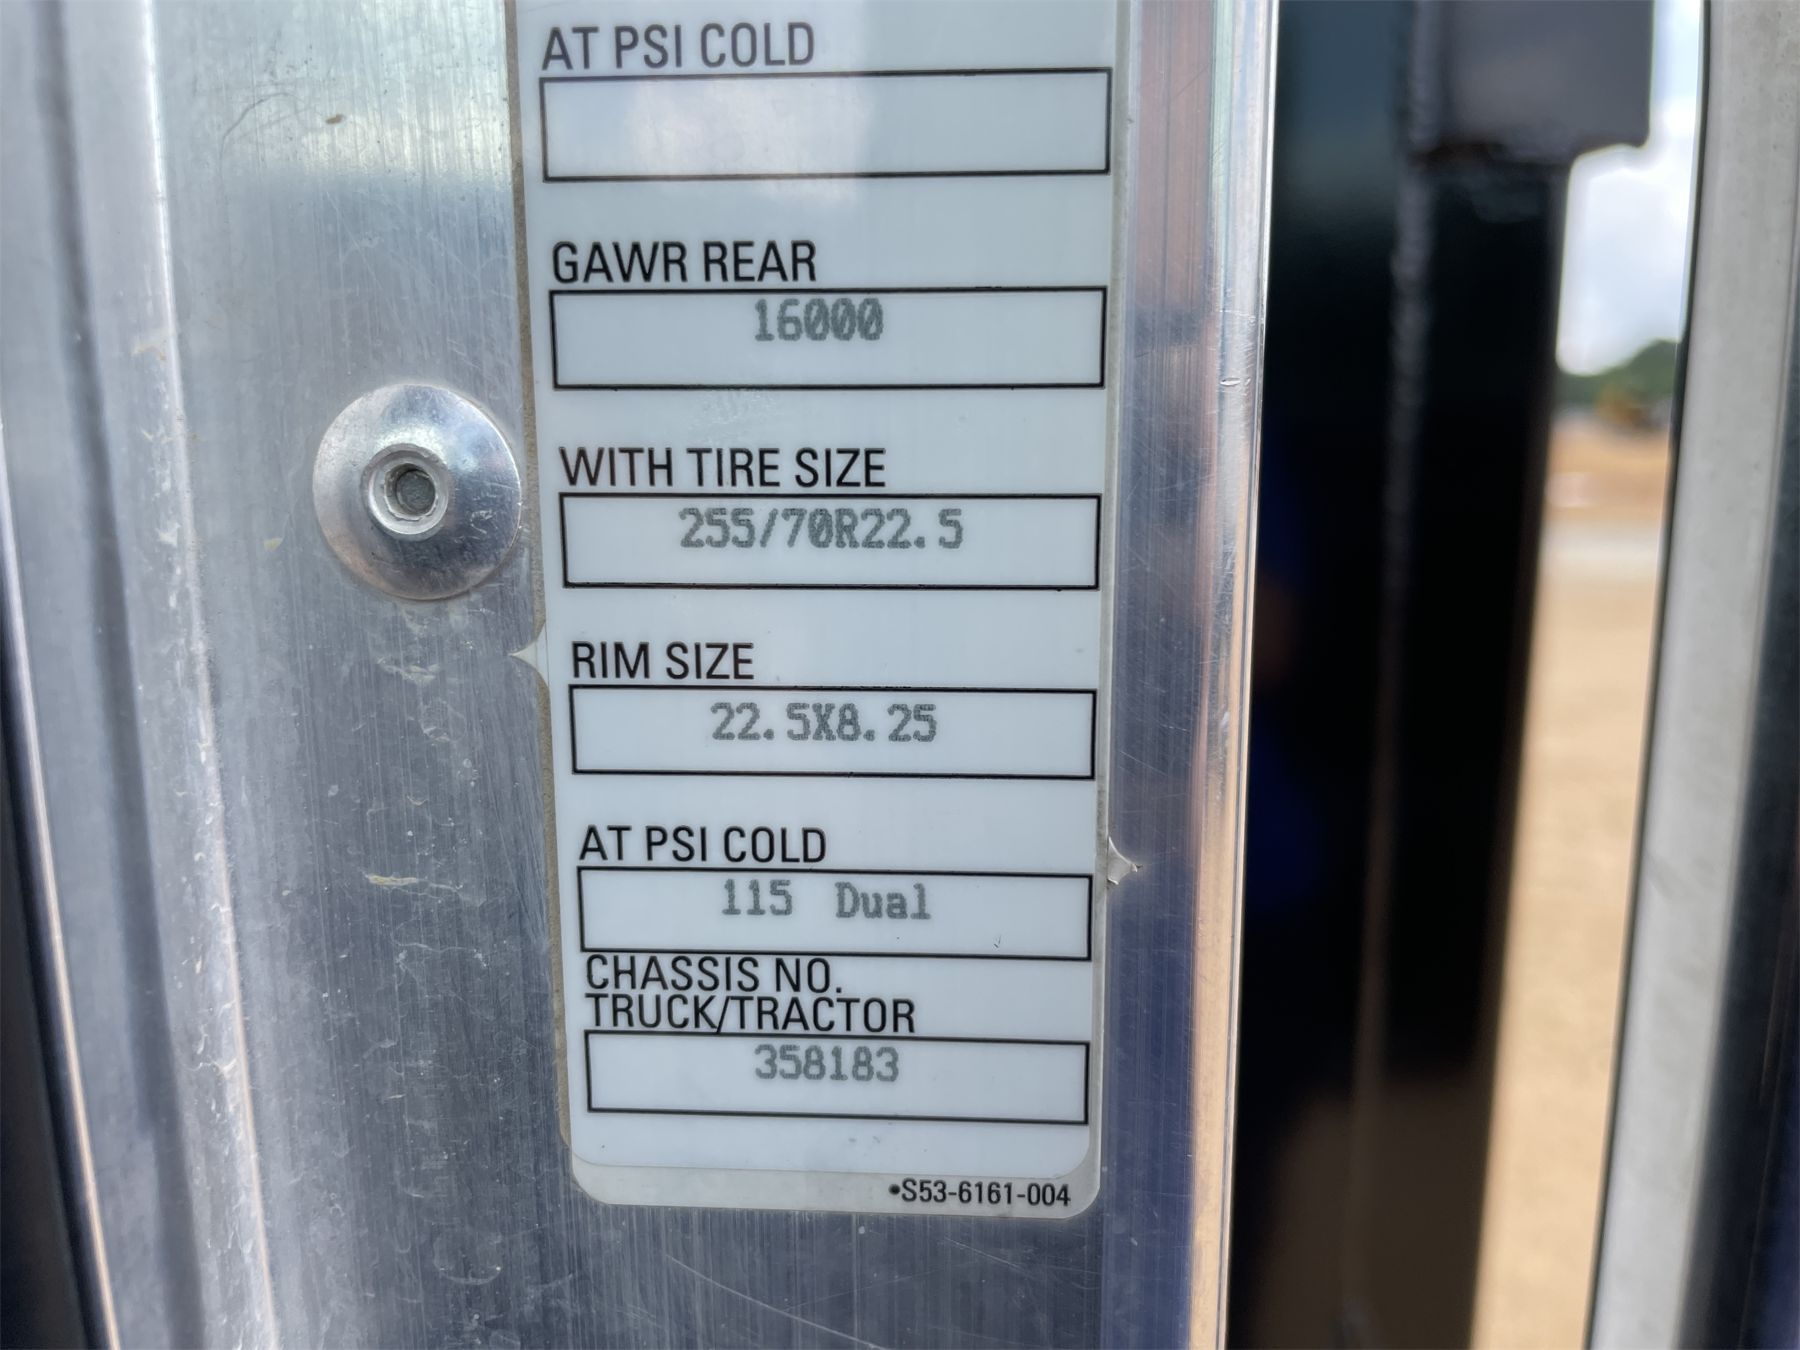 AT PSI COLD
GAWR REAR
16000
WITH TIRE SIZE
255/70R22.5
RIM SIZE
22.5X8.25
AT PSI COLD
115 Dual
CHASSIS NO.
TRUCK/TRACTOR
358183
•S53-6161-004